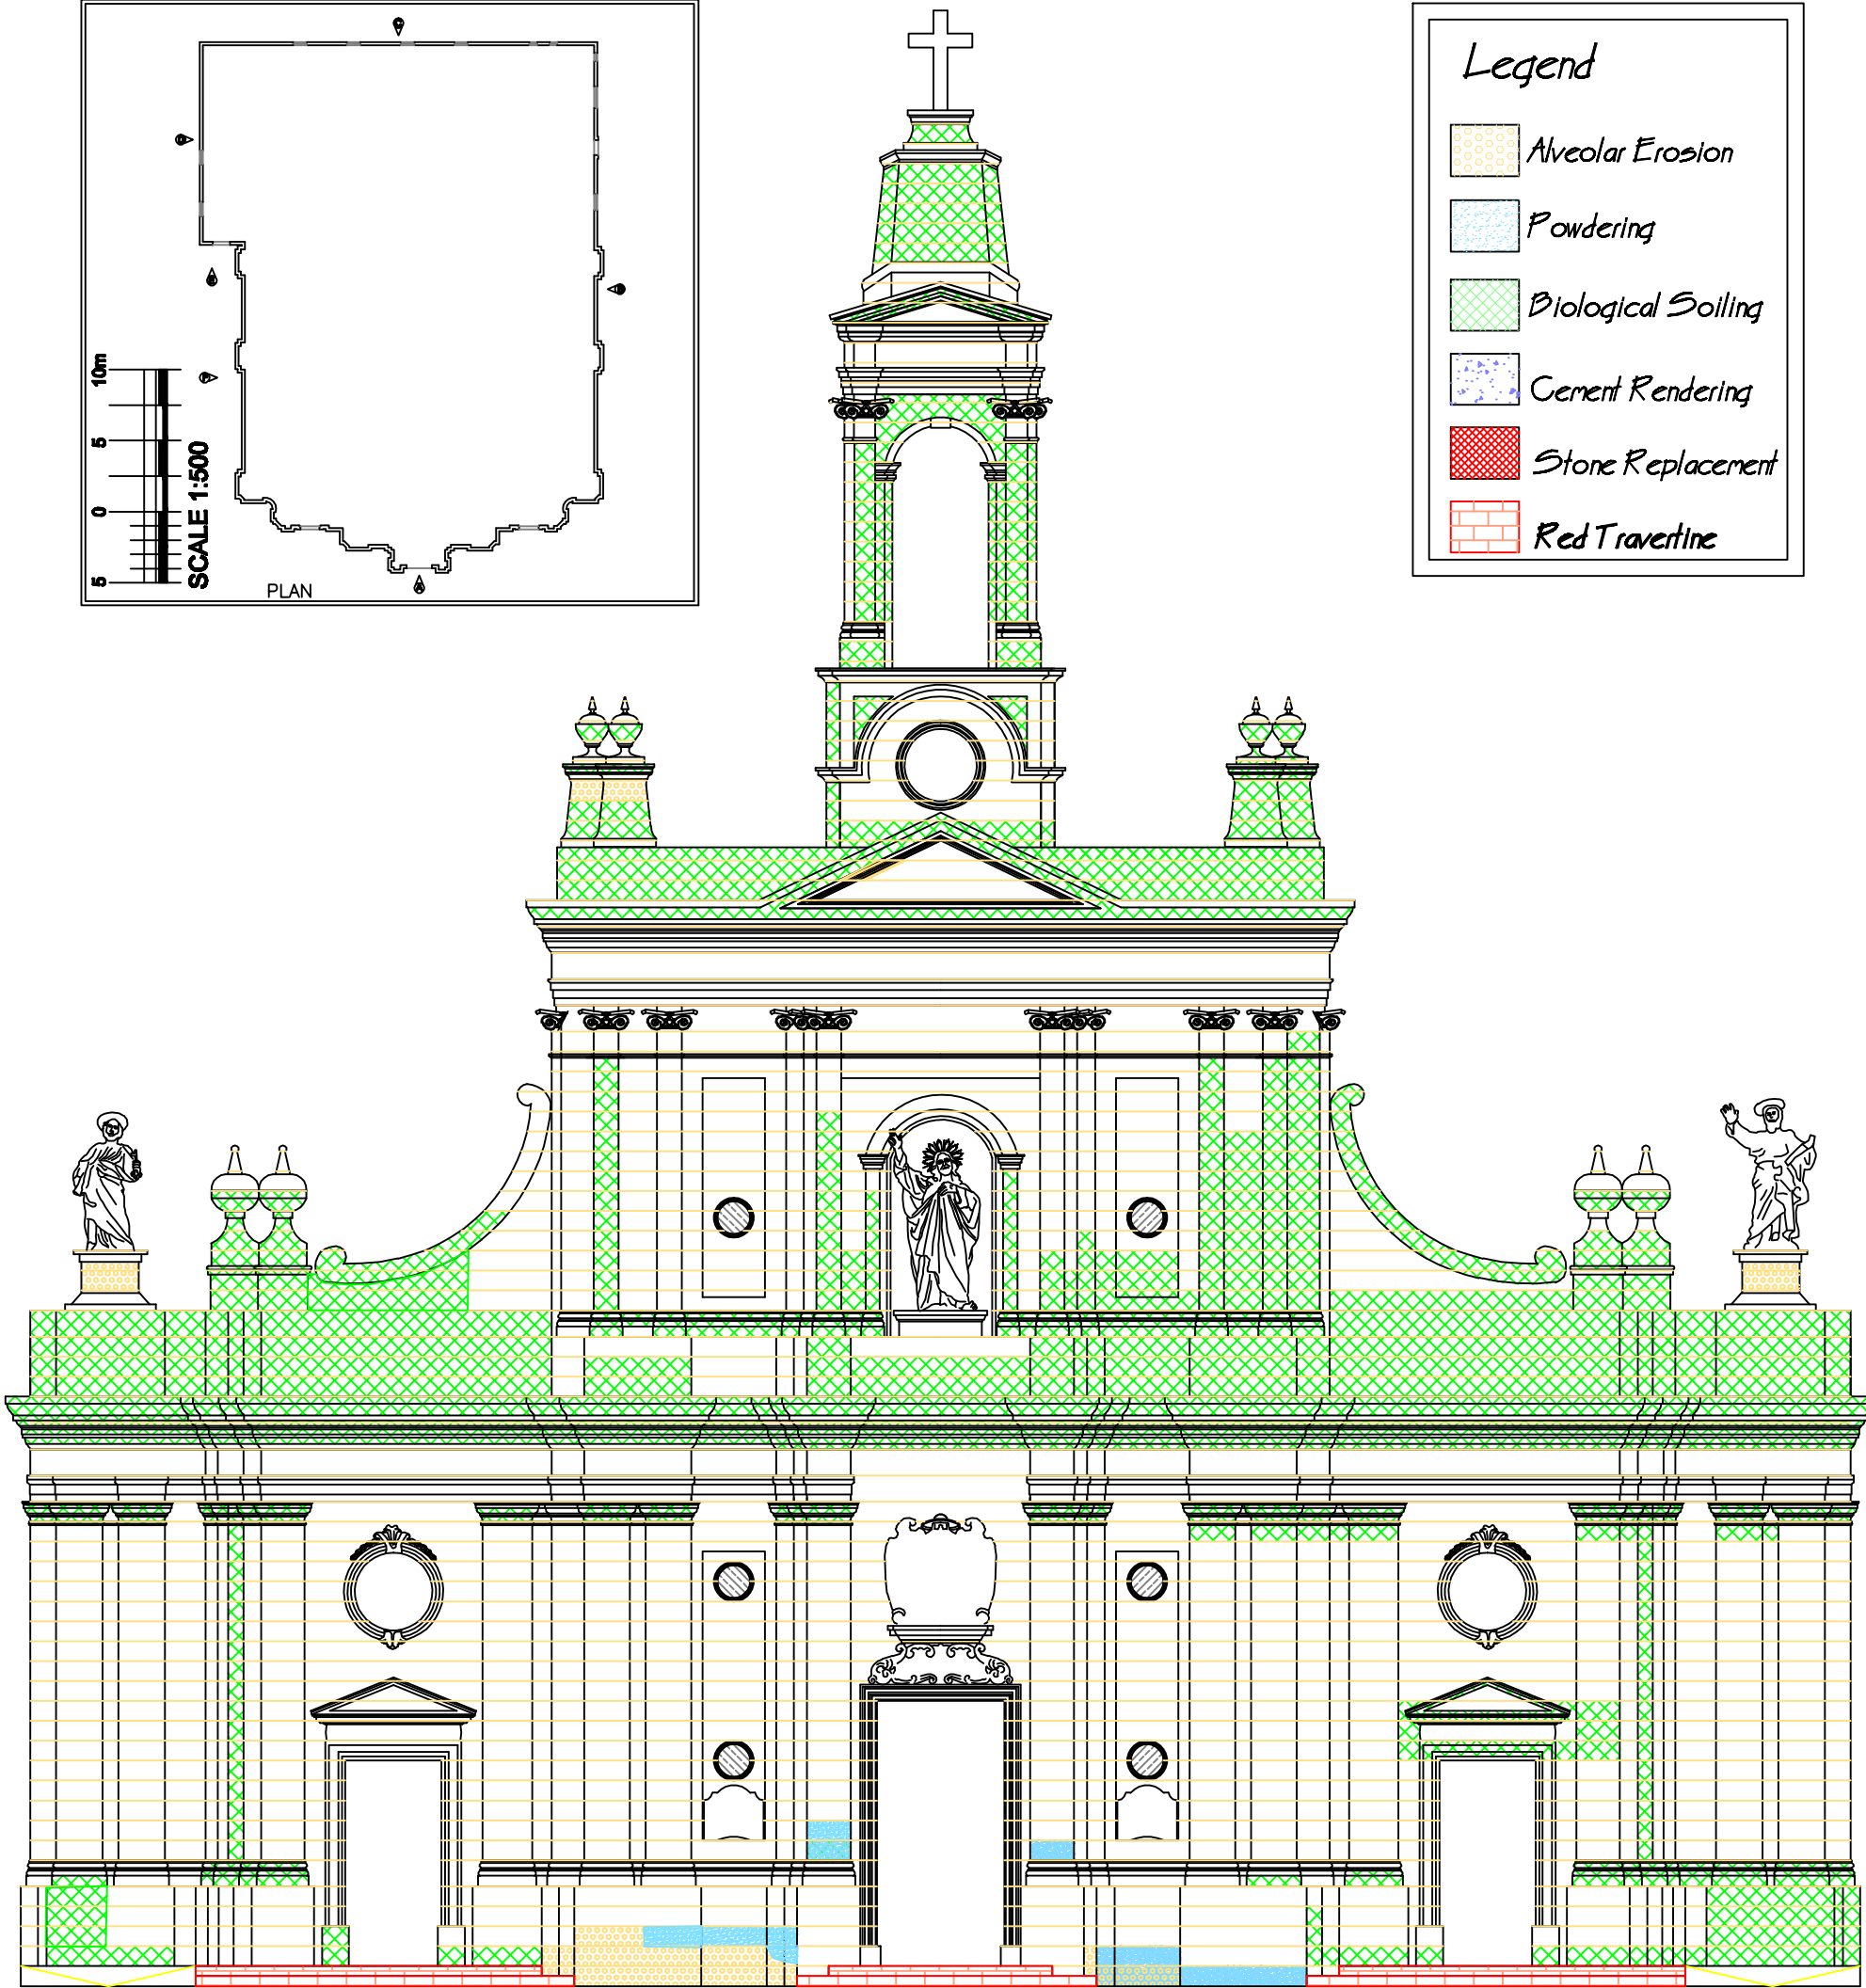 10m
5
0
5
SCALE 1:500
PLAN
Legend
Alveolar Erosion
Powdering
Biological Soiling
Cement Rendering
Stone Replacement
Red Travertine